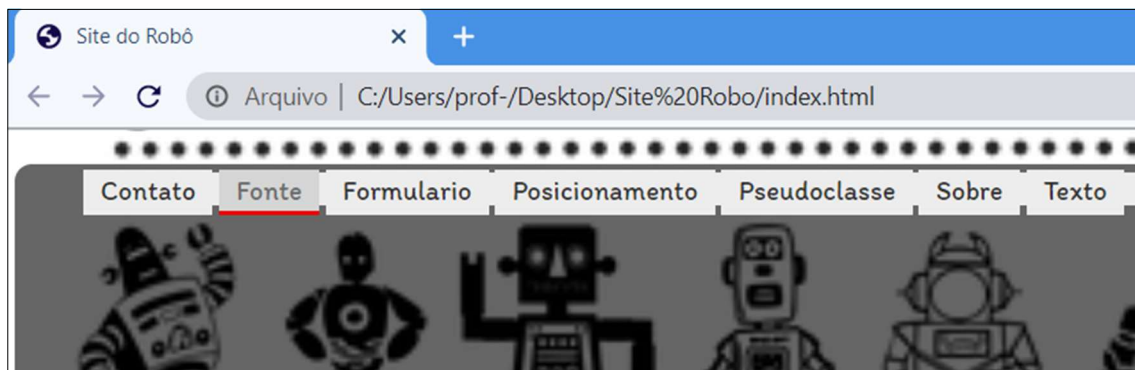 Site do Robô
Arquivo | C:/Users/prof-/Desktop/Site%20Robo/index.html
Contato Fonte Formulario Posicionamento Pseudoclasse Sobre Texto